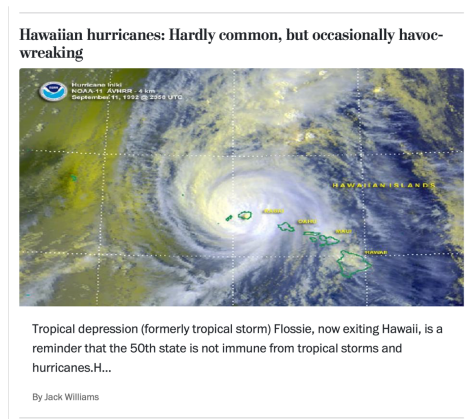 Hawaiian hurricanes: Hardly common, but occasionally havoc-
wreaking
Hurricane Iniki
NOAA-11 AVHRR - 4 km
September 11, 1992 @ 2358 UTC
HAWAIIAN ISLANDS
OAHU
MAUI
HAWAII
Tropical depression (formerly tropical storm) Flossie, now exiting Hawaii, is a
reminder that the 50th state is not immune from tropical storms and
hurricanes.H...
By Jack Williams